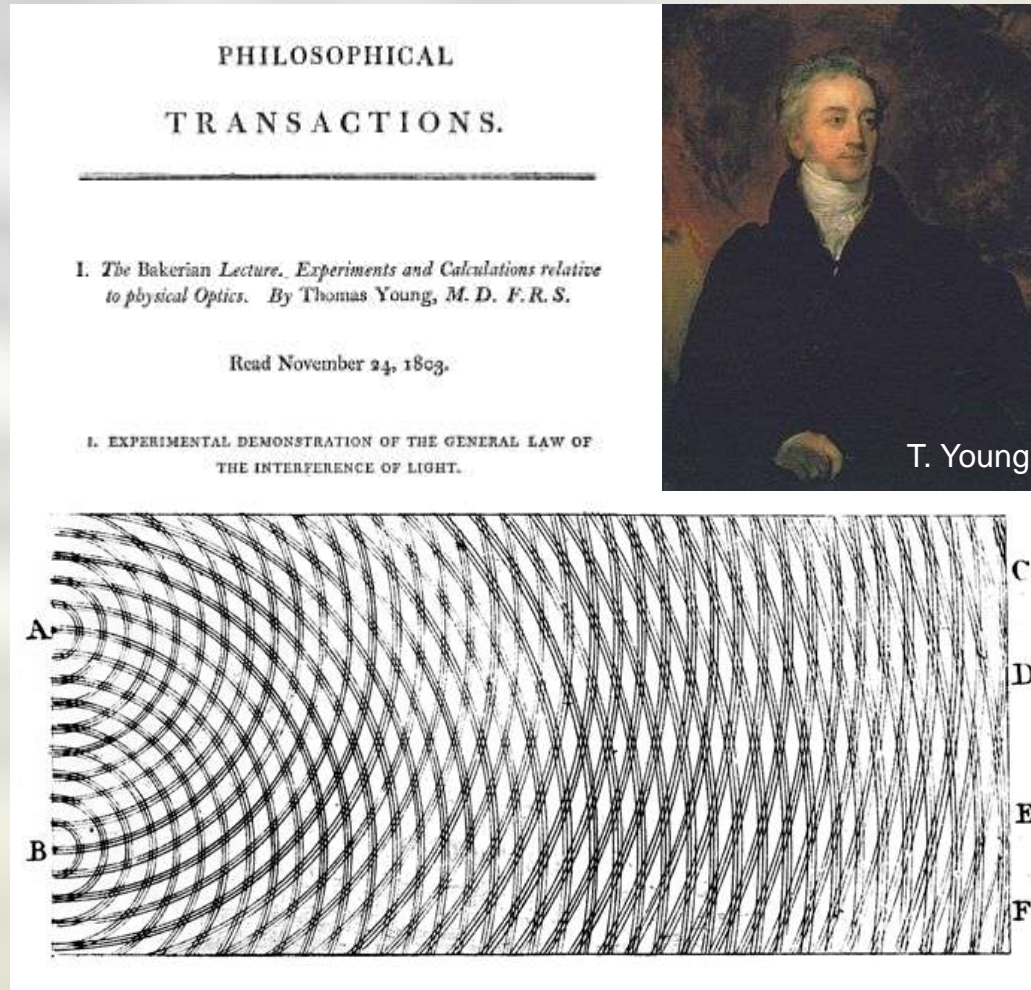 PHILOSOPHICAL
TRANSACTIONS.
I. The Bakerian Lecture. Experiments and Calculations relative
to physical Optics. By Thomas Young, M. D. F. R. S.
Read November 24, 1803.
I. EXPERIMENTAL DEMONSTRATION OF THE GENERAL LAW OF
THE INTERFERENCE OF LIGHT.
T. Young
A
B
C
D
E
F